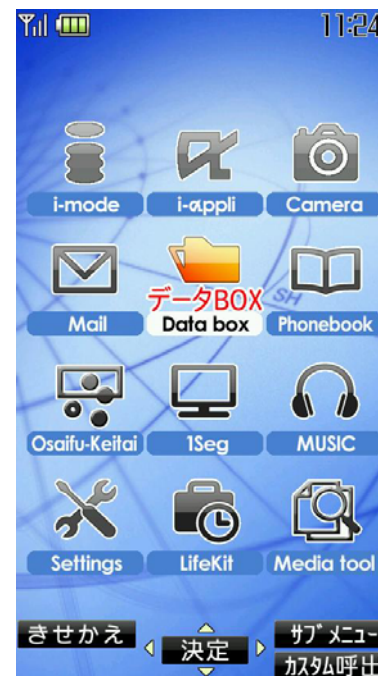 11:24
i-mode
i-αppli
Camera
データBOX
SH
Mail
Data box
Phonebook
Osaifu-Keitai
1Seg
MUSIC
Settings
LifeKit
Media tool
きせかえ
決定
サブメニュー
カスタム呼出